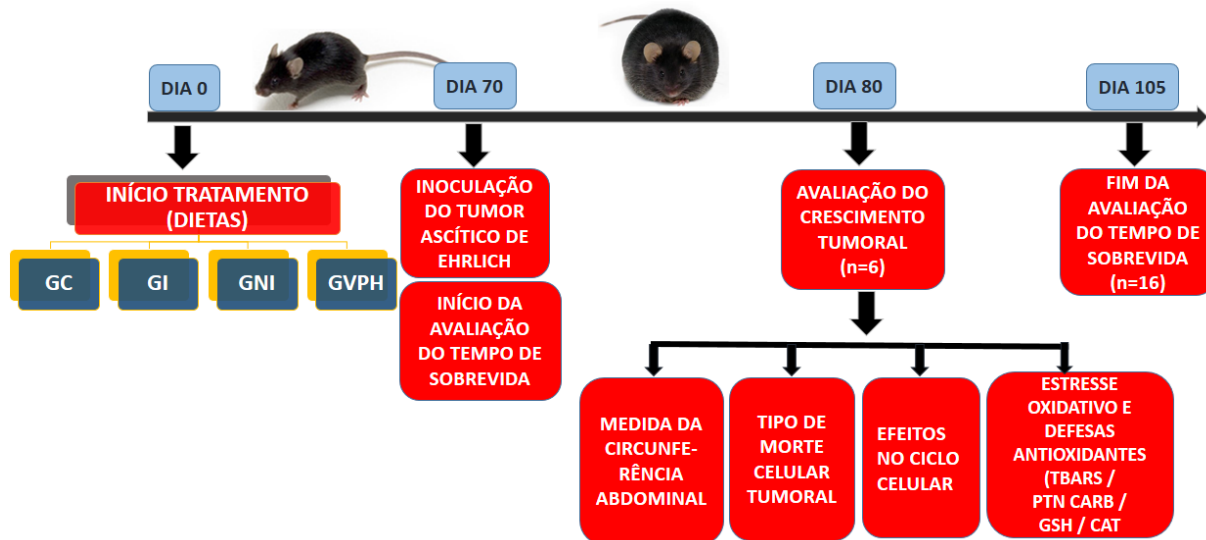 DIA 0
DIA 70
DIA 80
DIA 105
INÍCIO TRATAMENTO
(DIETAS)
GC
GI
GNI
GVPH
INOCULAÇÃO
DO TUMOR
ASCÍTICO DE
EHRLICH
INÍCIO DA
AVALIAÇÃO
DO TEMPO DE
SOBREVIDA
AVALIAÇÃO DO
CRESCIMENTO
TUMORAL
(n=6)
FIM DA
AVALIAÇÃO
DO TEMPO DE
SOBREVIDA
(n=16)
MEDIDA DA
CIRCUNFE-
RÊNCIA
ABDOMINAL
TIPO DE
MORTE
CELULAR
TUMORAL
EFEITOS
NO CICLO
CELULAR
ESTRESSE
OXIDATIVO E
DEFESAS
ANTIOXIDANTES
(TBARS /
PTN CARB /
GSH / CAT